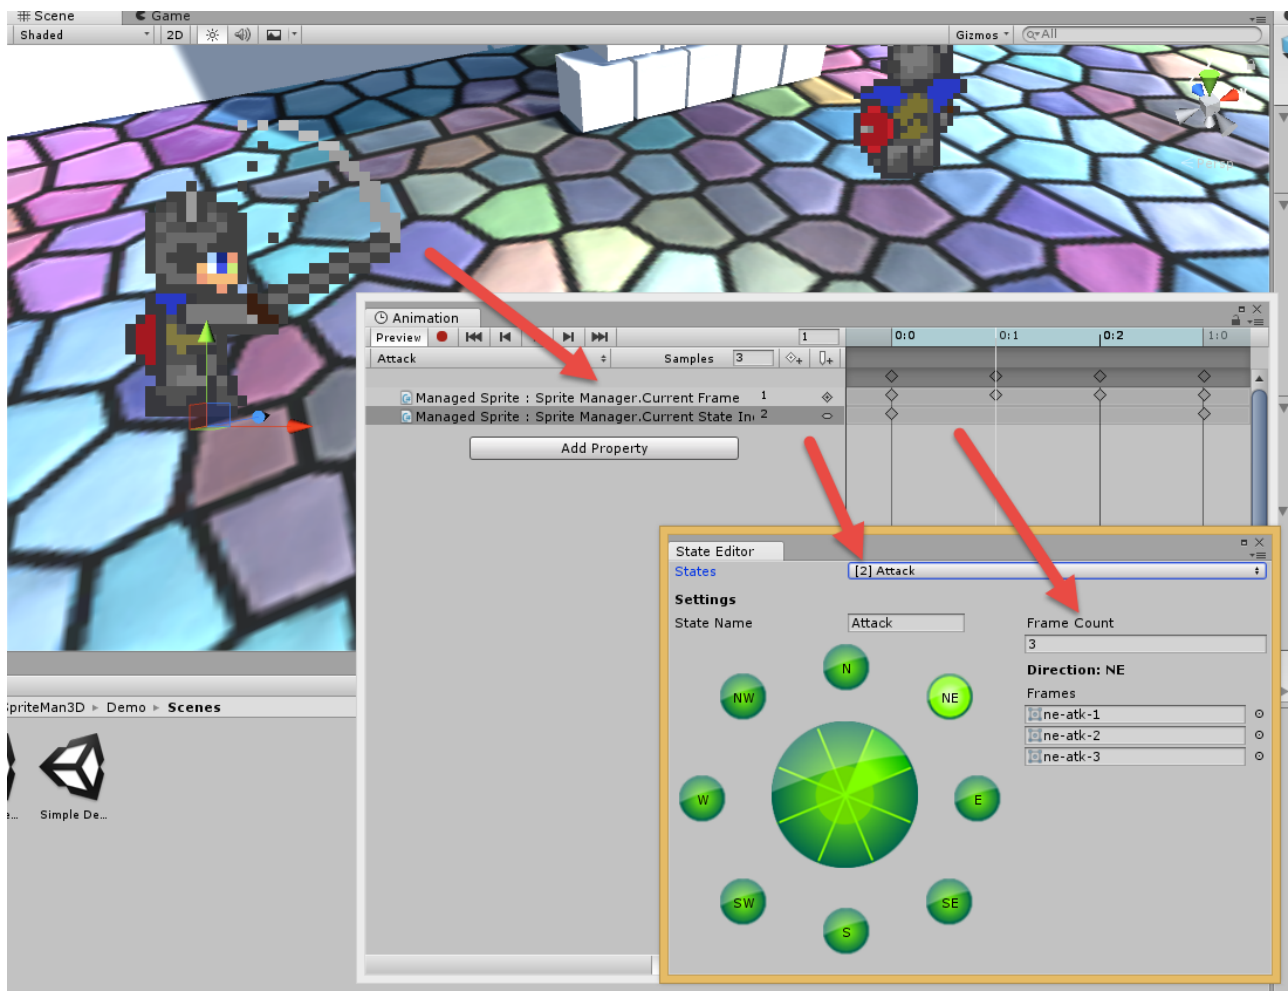 Scene
Game
Shaded
2D
Gizmos
All
Persp
Animation
Preview
1
0:0
0:1
0:2
1:0
Attack
Samples
3
Managed Sprite : Sprite Manager.Current Frame
1
Managed Sprite : Sprite Manager.Current State In
2
Add Property
State Editor
States
[2] Attack
Settings
State Name
Attack
Frame Count
3
Direction: NE
Frames
ne-atk-1
ne-atk-2
ne-atk-3
N
NW
NE
W
E
SW
SE
S
SpriteMan3D
Demo
Scenes
e...
Simple De...